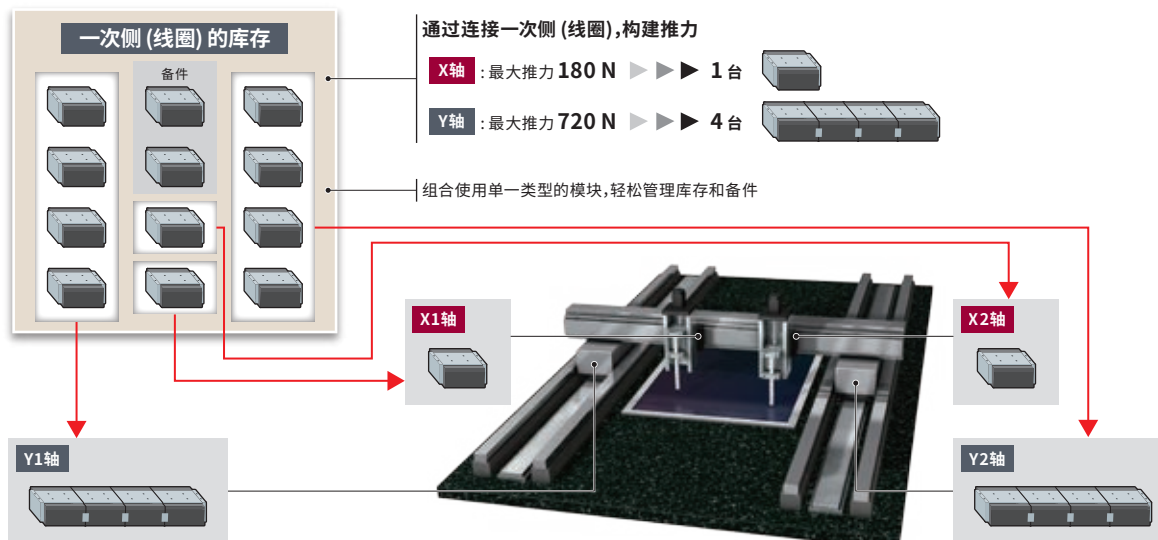 一次侧 (线圈) 的库存
备件
通过连接一次侧 (线圈),构建推力
X轴 : 最大推力 180 N 1 台
Y轴 : 最大推力 720 N 4 台
组合使用单一类型的模块,轻松管理库存和备件
X1轴
X2轴
Y1轴
Y2轴